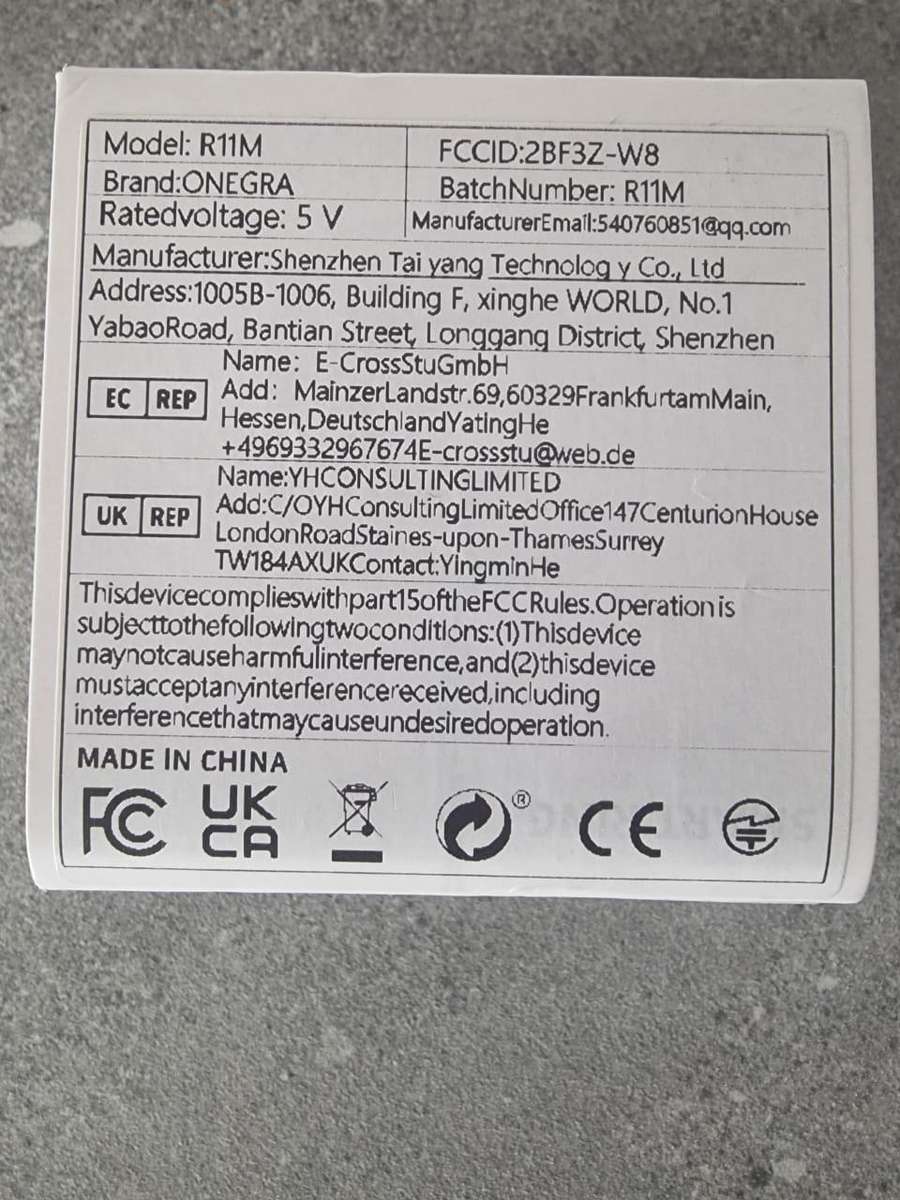 Model: R11M
FCCID:2BF3Z-W8
Brand:ONEGRA
BatchNumber: R11M
Ratedvoltage: 5 V
ManufacturerEmail:540760851@qq.com
Manufacturer:Shenzhen Tai yang Technolog y Co., Ltd
Address:1005B-1006, Building F, xinghe WORLD, No.1
YabaoRoad, Bantian Street, Longgang District, Shenzhen
EC REP
Name: E-CrossStuGmbH
Add: MainzerLandstr.69,60329FrankfurtamMain,
Hessen,DeutschlandYatingHe
+4969332967674E-crossstu@web.de
UK REP
Name:YHCONSULTINGLIMITED
Add:C/OYHConsultingLimitedOffice147CenturionHouse
LondonRoadStaines-upon-ThamesSurrey
TW184AXUKContact:YingminHe
Thisdevicecomplieswithpart15oftheFCCRules.Operationis
subjecttothefollowingtwoconditions:(1)Thisdevice
maynotcauseharmfulinterference,and(2)thisdevice
mustacceptanyinterferencereceived,including
interferencethatmaycauseundesiredoperation.
MADE IN CHINA
FC
UK
CA
®
CE